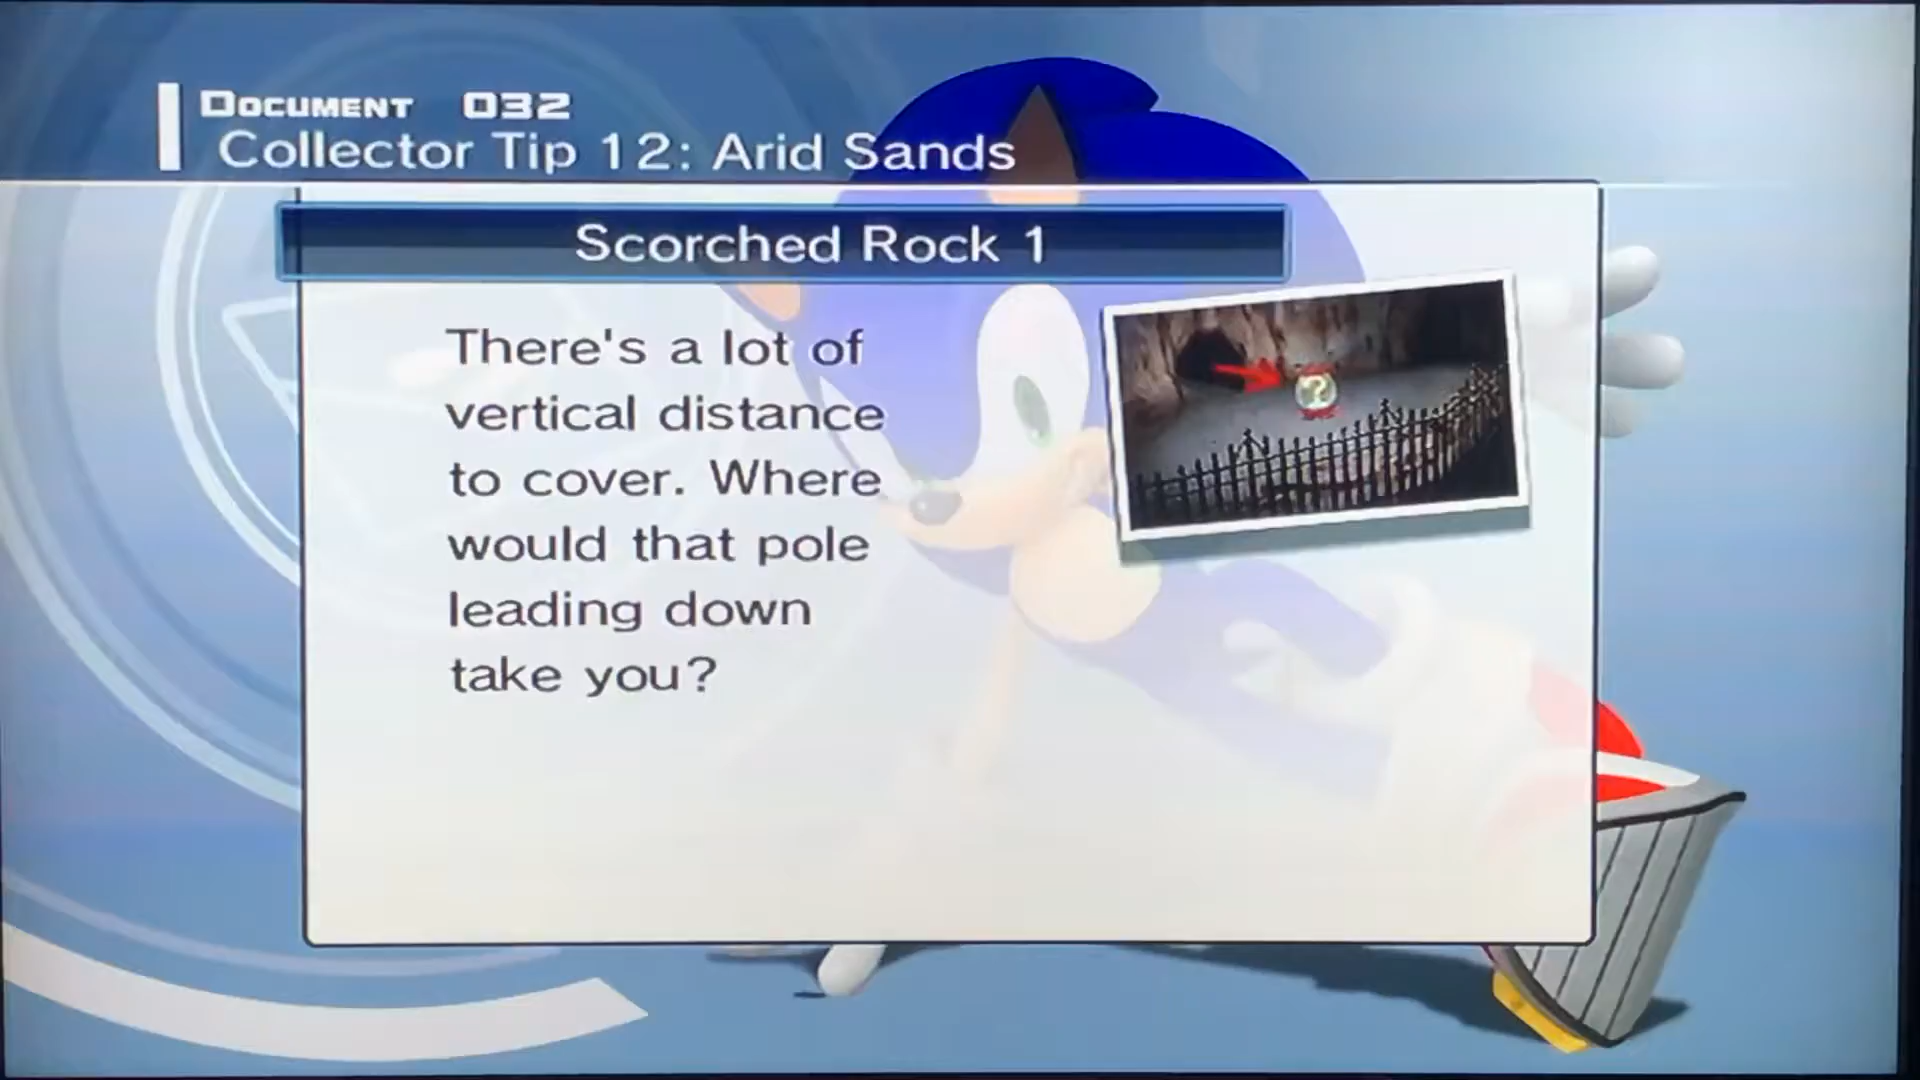 DOCUMENT 032
Collector Tip 12: Arid Sands
Scorched Rock 1
There's a lot of
vertical distance
to cover. Where
would that pole
leading down
take you?
?